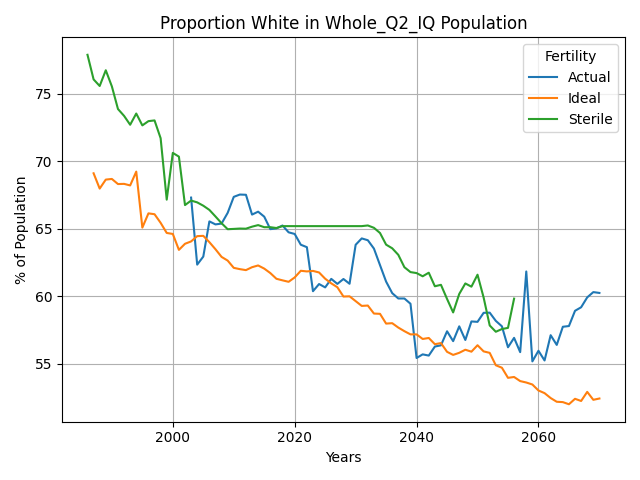 Proportion White in Whole_Q2_IQ Population
Fertility
Actual
Ideal
Sterile
% of Population
75
70
65
60
55
2000
2020
2040
2060
Years